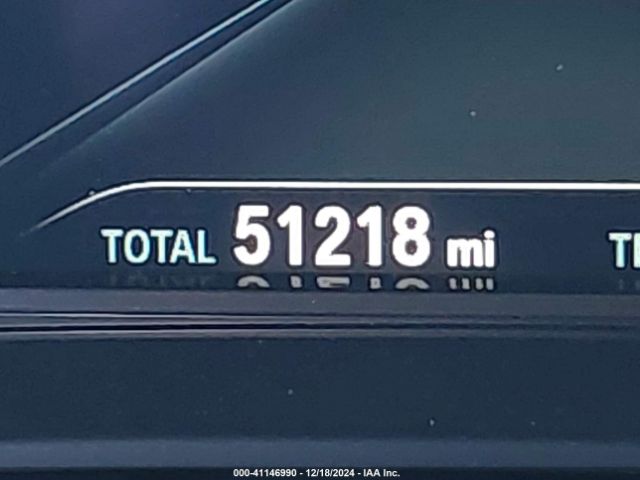 TOTAL 51218 mi
000-41146990 - 12/18/2024 - IAA Inc.